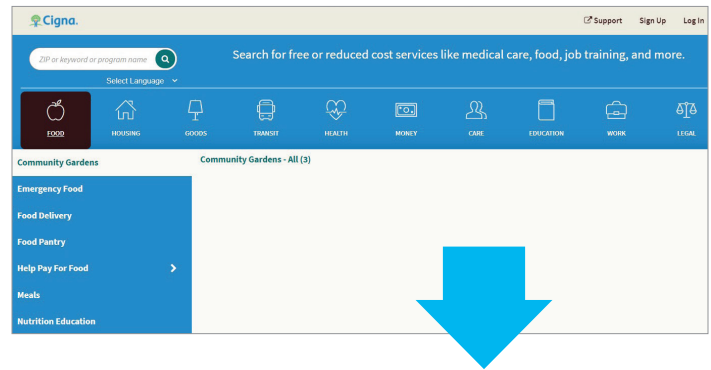 Cigna.
Support Sign Up Log In
ZIP or keyword or program name
Search for free or reduced cost services like medical care, food, job training, and more.
Select Language
FOOD HOUSING GOODS TRANSIT HEALTH MONEY CARE EDUCATION WORK LEGAL
Community Gardens
Community Gardens - All (3)
Emergency Food
Food Delivery
Food Pantry
Help Pay For Food
Meals
Nutrition Education